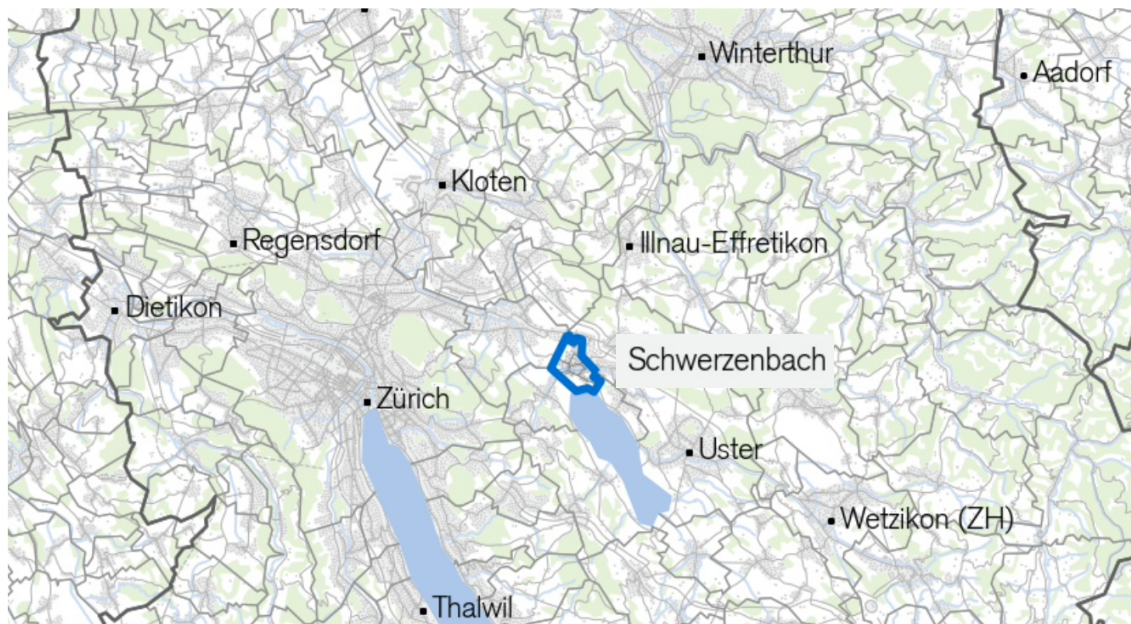 Winterthur
Aadorf
Kloten
Regensdorf
Illnau-Effretikon
Dietikon
Schwerzenbach
Zürich
Uster
Wetzikon (ZH)
Thalwil